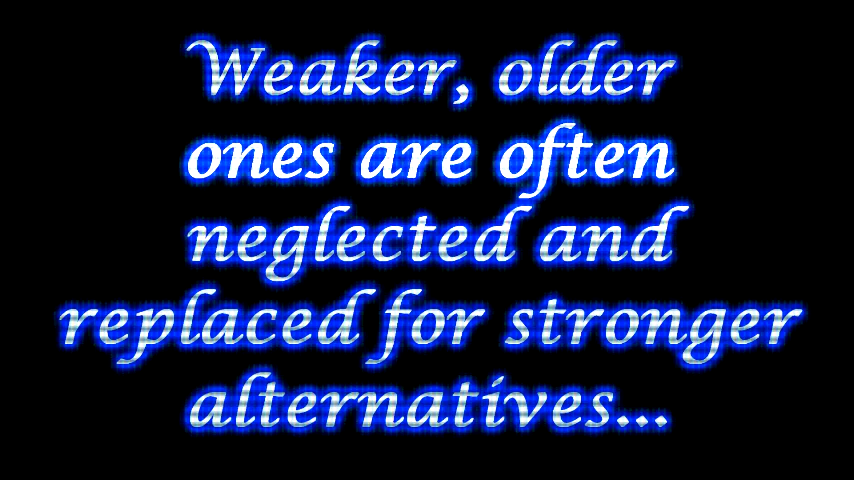 Weaker, older
ones are often
neglected and
replaced for stronger
alternatives...